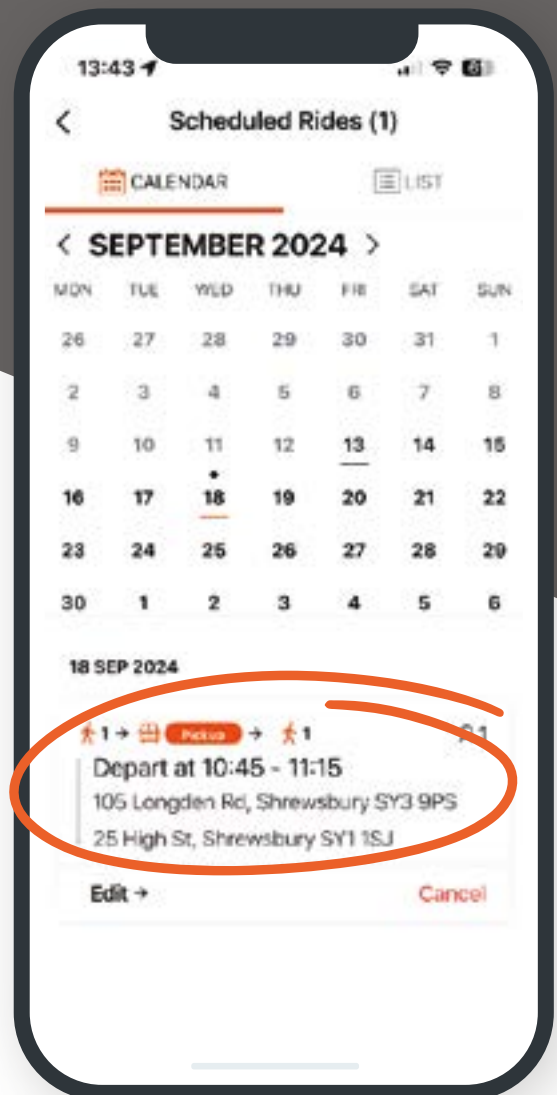 13:43
Scheduled Rides (1)
CALENDAR LIST
SEPTEMBER 2024
MON TUE WED THU FRI SAT SUN
26 27 28 29 30 31 1
2 3 4 5 6 7 8
9 10 11 12 13 14 15
16 17 18 19 20 21 22
23 24 25 26 27 28 29
30 1 2 3 4 5 6
18 SEP 2024
1 → Pickup → 1 1
Depart at 10:45 - 11:15
105 Longden Rd, Shrewsbury SY3 9PS
25 High St, Shrewsbury SY1 1SJ
Edit → Cancel